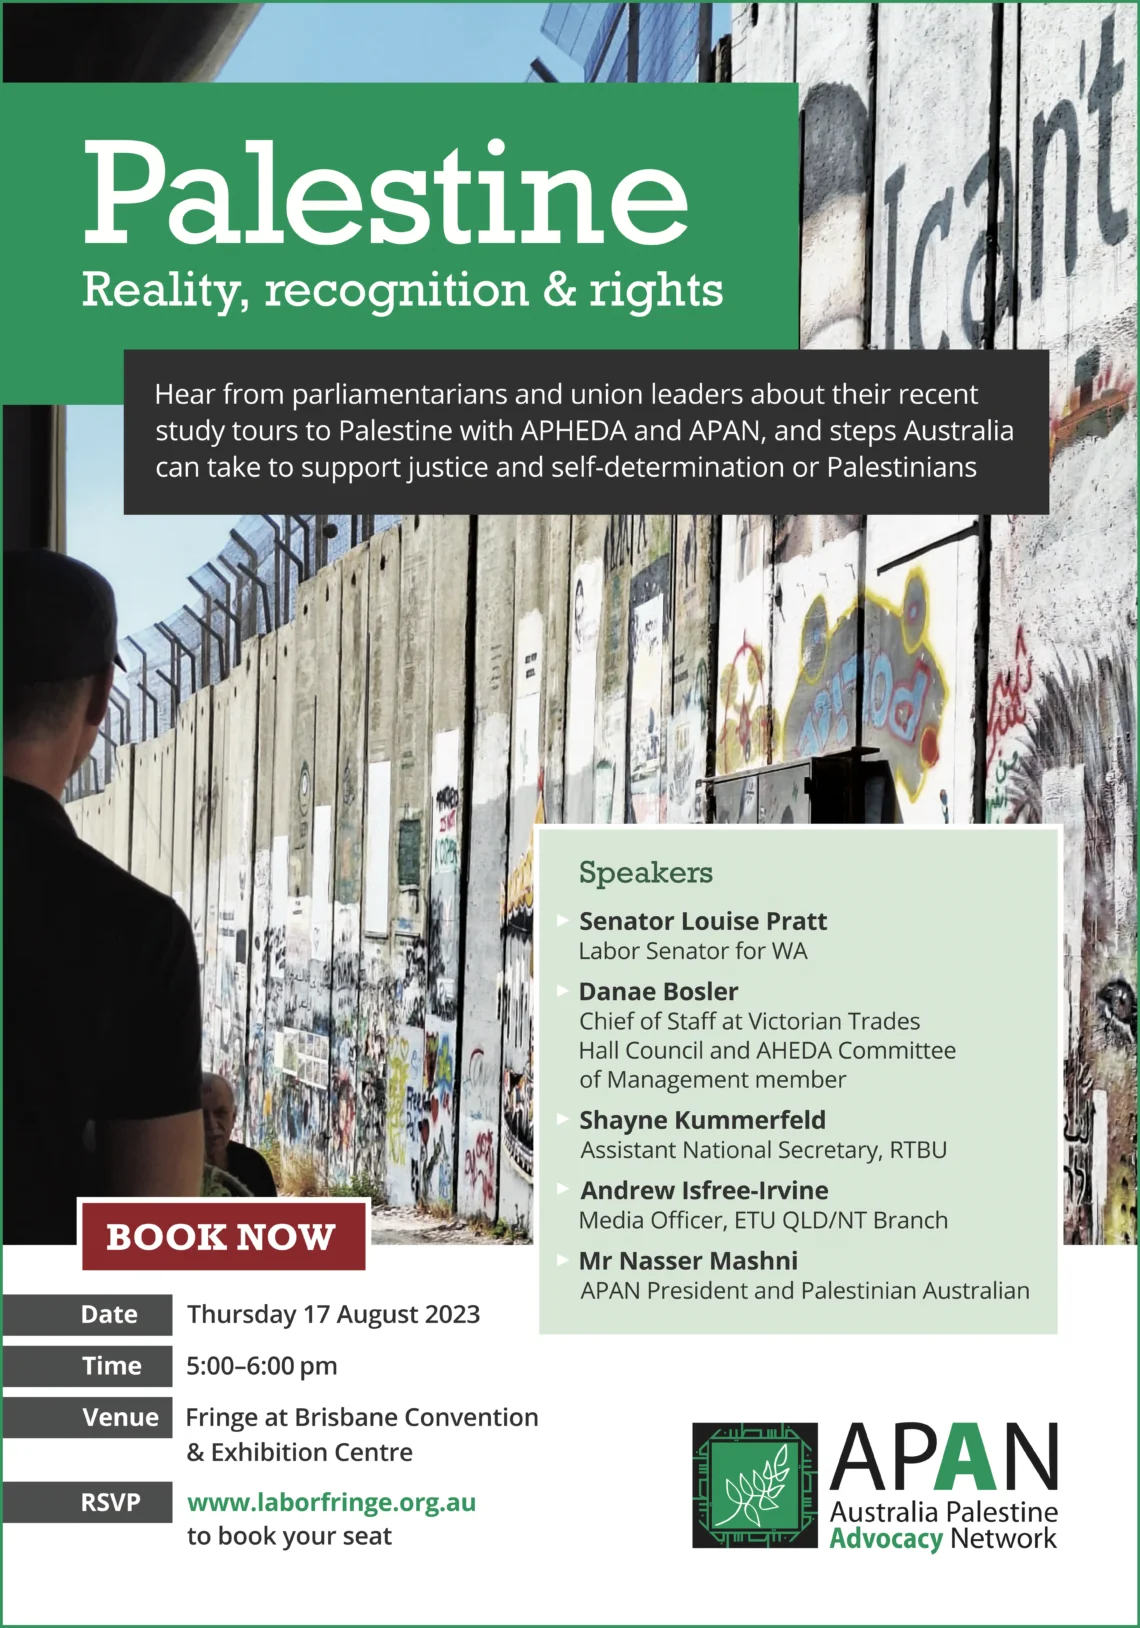 Palestine
Reality, recognition & rights
Hear from parliamentarians and union leaders about their recent
study tours to Palestine with APHEDA and APAN, and steps Australia
can take to support justice and self-determination or Palestinians
I can't
Speakers
Senator Louise Pratt
Labor Senator for WA
Danae Bosler
Chief of Staff at Victorian Trades
Hall Council and AHEDA Committee
of Management member
Shayne Kummerfeld
Assistant National Secretary, RTBU
Andrew Isfree-Irvine
Media Officer, ETU QLD/NT Branch
Mr Nasser Mashni
APAN President and Palestinian Australian
BOOK NOW
Date Thursday 17 August 2023
Time 5:00–6:00 pm
Venue Fringe at Brisbane Convention
& Exhibition Centre
RSVP www.laborfringe.org.au
to book your seat
APAN
Australia Palestine
Advocacy Network